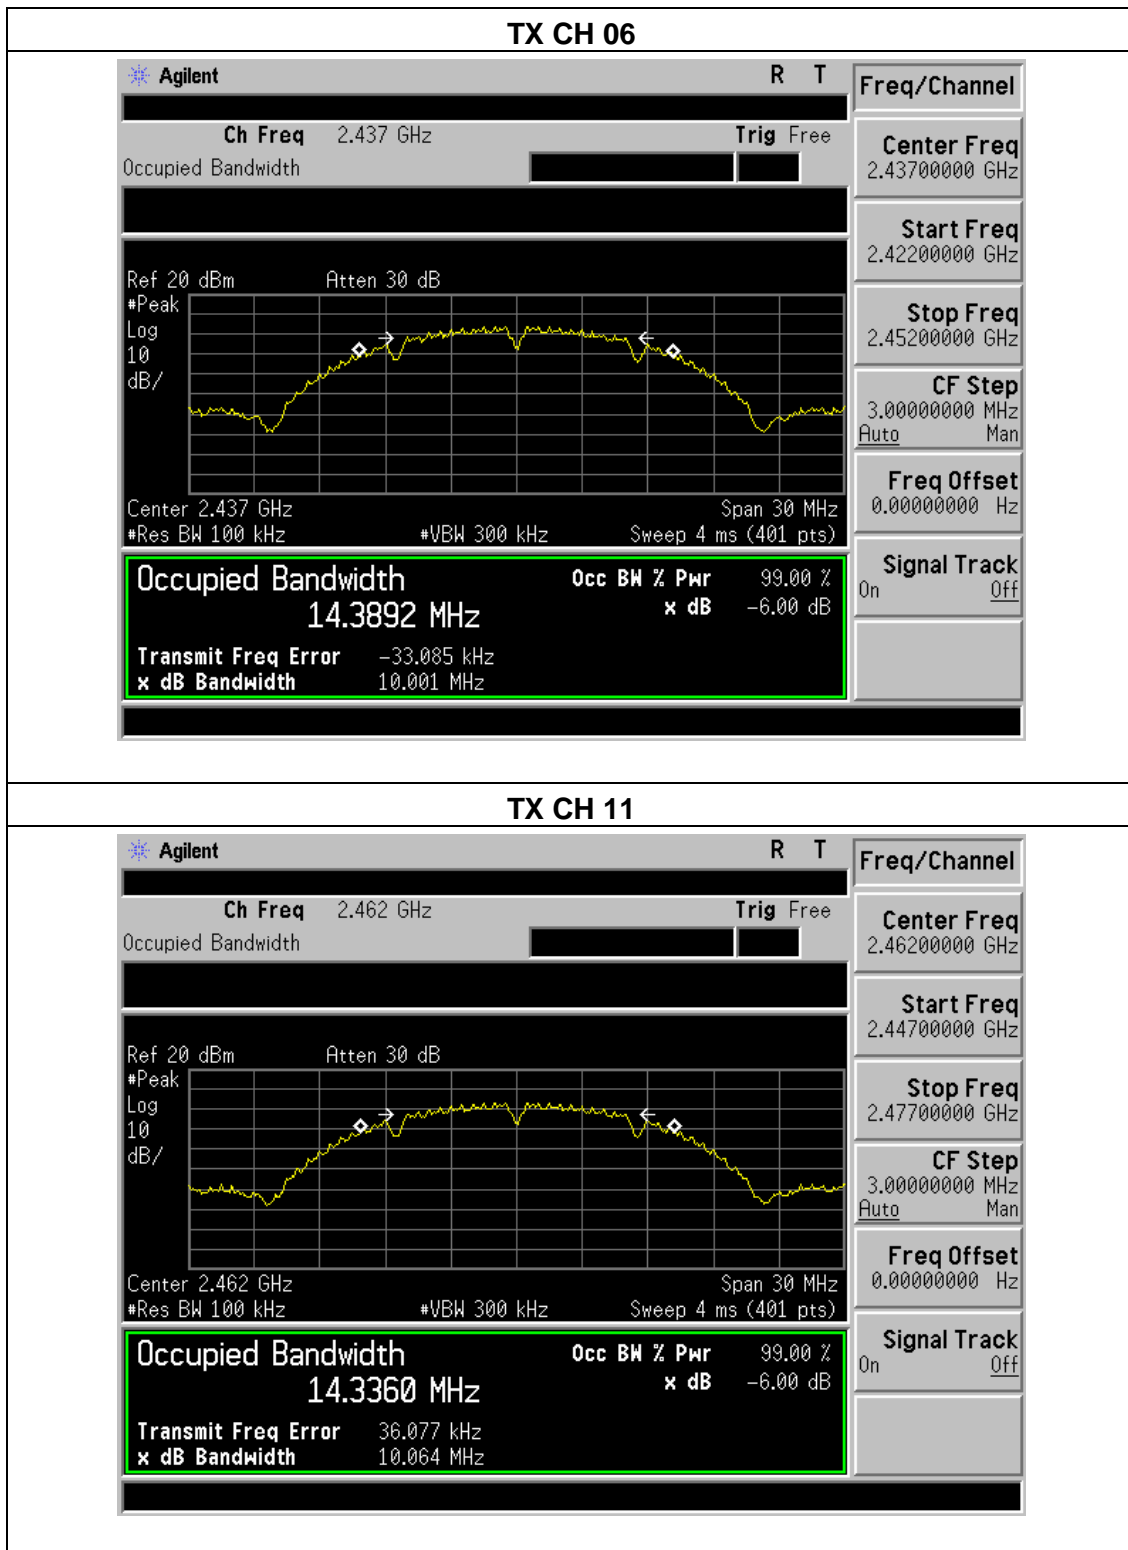 TX CH 06
Agilent R T
Freq/Channel
Ch Freq 2.437 GHz Trig Free
Occupied Bandwidth
Center Freq
2.43700000 GHz
Start Freq
2.42200000 GHz
Ref 20 dBm Atten 30 dB
#Peak
Log
10
dB/
Stop Freq
2.45200000 GHz
CF Step
3.00000000 MHz
Auto Man
Freq Offset
0.00000000 Hz
Center 2.437 GHz Span 30 MHz
#Res BW 100 kHz #VBW 300 kHz Sweep 4 ms (401 pts)
Signal Track
On Off
Occupied Bandwidth Occ BW % Pwr 99.00 %
14.3892 MHz x dB -6.00 dB
Transmit Freq Error -33.085 kHz
x dB Bandwidth 10.001 MHz
TX CH 11
Agilent R T
Freq/Channel
Ch Freq 2.462 GHz Trig Free
Occupied Bandwidth
Center Freq
2.46200000 GHz
Start Freq
2.44700000 GHz
Ref 20 dBm Atten 30 dB
#Peak
Log
10
dB/
Stop Freq
2.47700000 GHz
CF Step
3.00000000 MHz
Auto Man
Freq Offset
0.00000000 Hz
Center 2.462 GHz Span 30 MHz
#Res BW 100 kHz #VBW 300 kHz Sweep 4 ms (401 pts)
Signal Track
On Off
Occupied Bandwidth Occ BW % Pwr 99.00 %
14.3360 MHz x dB -6.00 dB
Transmit Freq Error 36.077 kHz
x dB Bandwidth 10.064 MHz